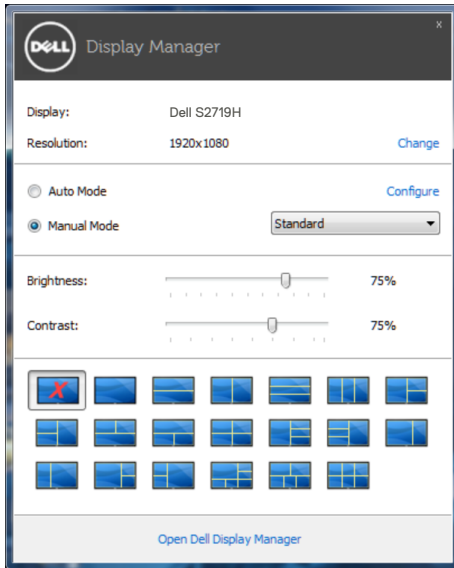 x
DELL Display Manager
Display: Dell S2719H
Resolution: 1920x1080 Change
Auto Mode Configure
Manual Mode Standard
Brightness: 75%
Contrast: 75%
Open Dell Display Manager